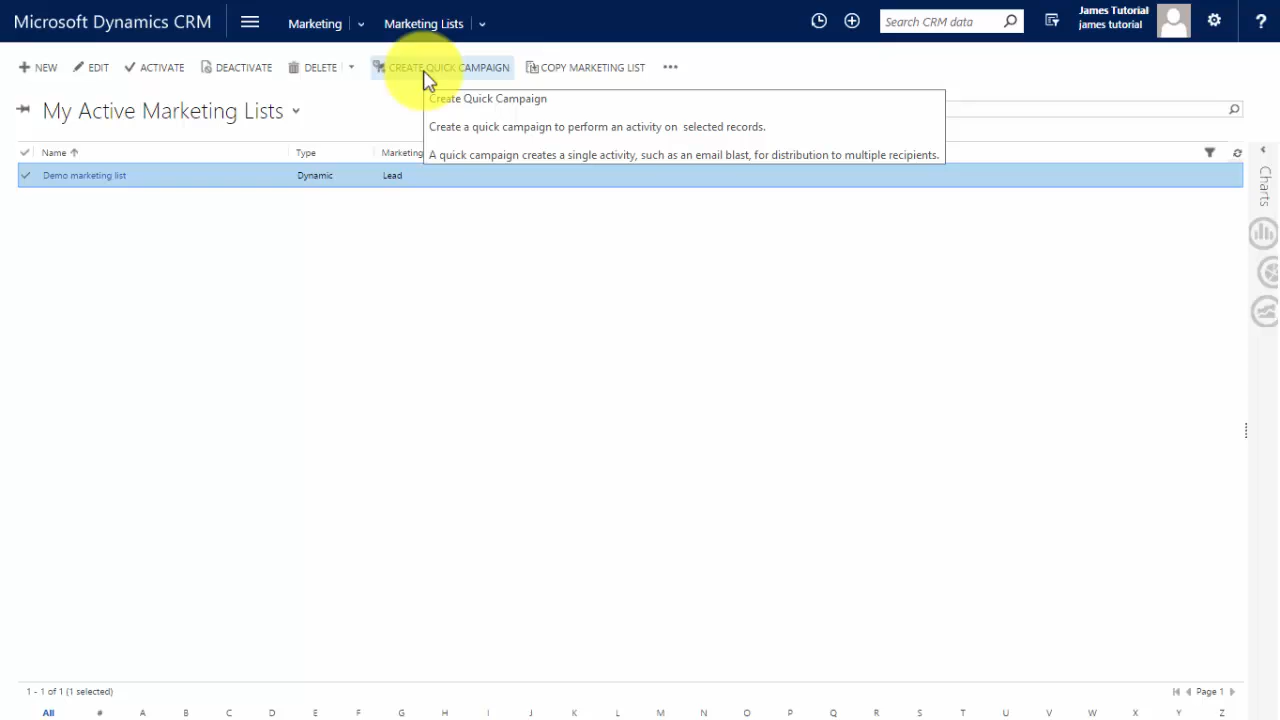 Microsoft Dynamics CRM
Marketing
Marketing Lists
Search CRM data
James Tutorial
james tutorial
?
NEW
EDIT
ACTIVATE
DEACTIVATE
DELETE
CREATE QUICK CAMPAIGN
COPY MARKETING LIST
My Active Marketing Lists
Create Quick Campaign
Create a quick campaign to perform an activity on selected records.
A quick campaign creates a single activity, such as an email blast, for distribution to multiple recipients.
Name
Type
Marketing
Demo marketing list
Dynamic
Lead
Charts
1 - 1 of 1 (1 selected)
Page 1
All # A B C D E F G H I J K L M N O P Q R S T U V W X Y Z